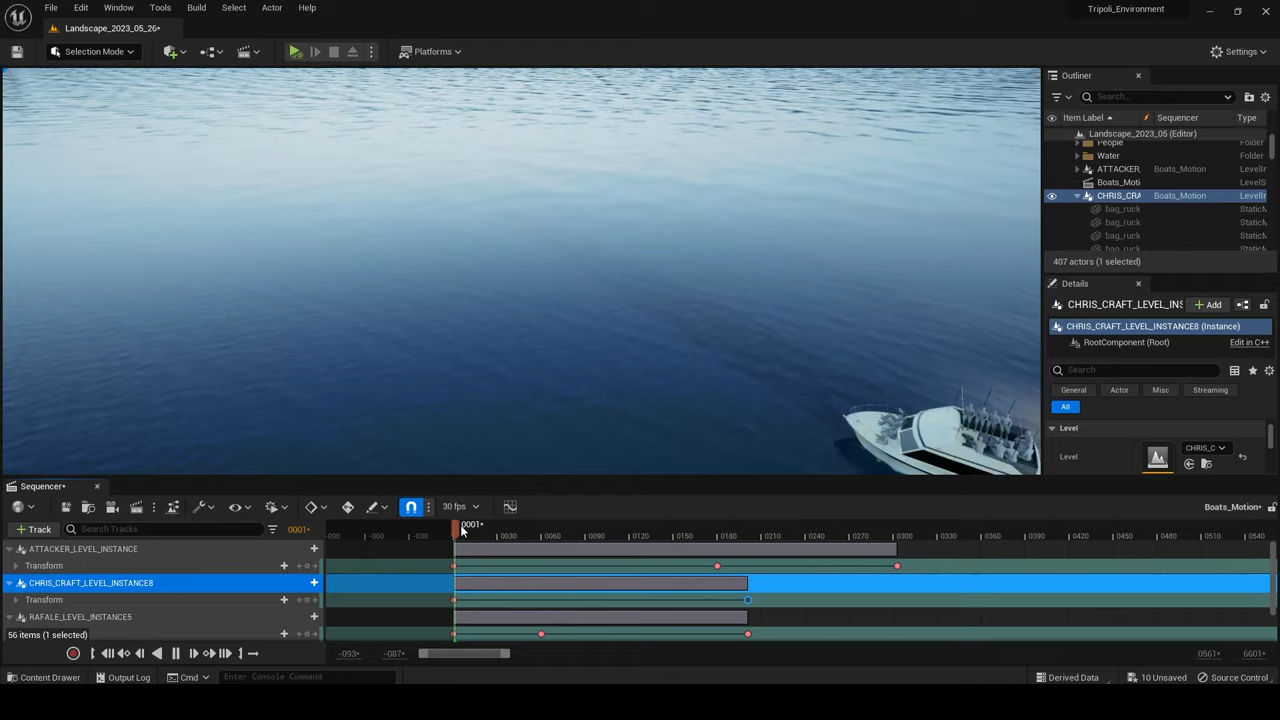 File Edit Window Tools Build Select Actor Help
Tripoli_Environment
Landscape_2023_05_26*
Selection Mode
Platforms
Settings
Outliner
Search...
Item Label
Sequencer
Type
Landscape_2023_05 (Editor)
People Folder
Water Folder
ATTACKER_ Boats_Motion LevelIr
Boats_Moti LevelS
CHRIS_CRA Boats_Motion LevelIr
bag_ruck StaticM
bag_ruck StaticM
bag_ruck StaticM
bag_ruck StaticM
407 actors (1 selected)
Details
CHRIS_CRAFT_LEVEL_INS
Add
CHRIS_CRAFT_LEVEL_INSTANCE8 (Instance)
RootComponent (Root)
Edit in C++
Search
General Actor Misc Streaming
All
Level
Level
CHRIS_C
Sequencer*
30 fps
Boats_Motion*
Track
Search Tracks
0001*
0001*
-090 -060 -030 0030 0060 0090 0120 0150 0180 0210 0240 0270 0300 0330 0360 0390 0420 0450 0480 0510 0540
ATTACKER_LEVEL_INSTANCE
Transform
CHRIS_CRAFT_LEVEL_INSTANCE8
Transform
RAFALE_LEVEL_INSTANCE5
56 items (1 selected)
-093* -087* 0561* 6601*
Content Drawer
Output Log
Cmd
Enter Console Command
Derived Data
10 Unsaved
Source Control